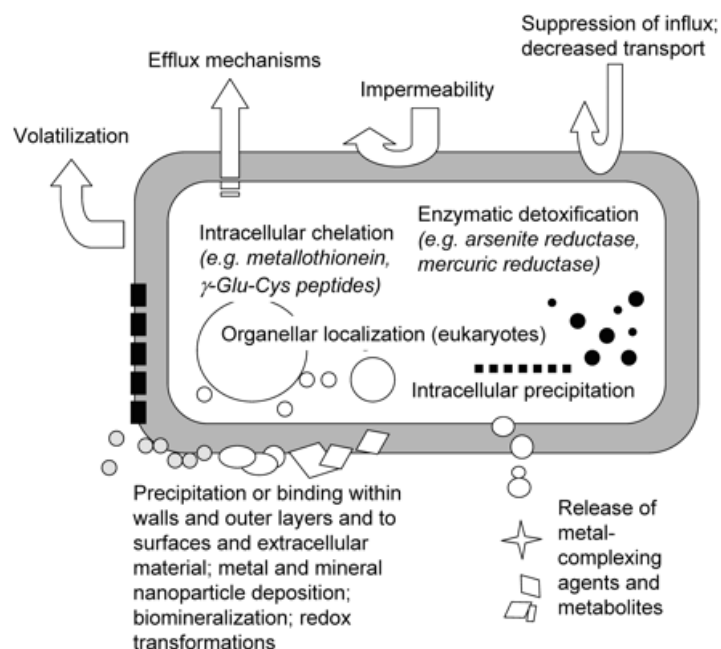 Suppression of influx;
decreased transport
Efflux mechanisms
Impermeability
Volatilization
Enzymatic detoxification
(e.g. arsenite reductase,
mercuric reductase)
Intracellular chelation
(e.g. metallothionein,
γ-Glu-Cys peptides)
Organellar localization (eukaryotes)
Intracellular precipitation
Precipitation or binding within
walls and outer layers and to
surfaces and extracellular
material; metal and mineral
nanoparticle deposition;
biomineralization; redox
transformations
Release of
metal-
complexing
agents and
metabolites